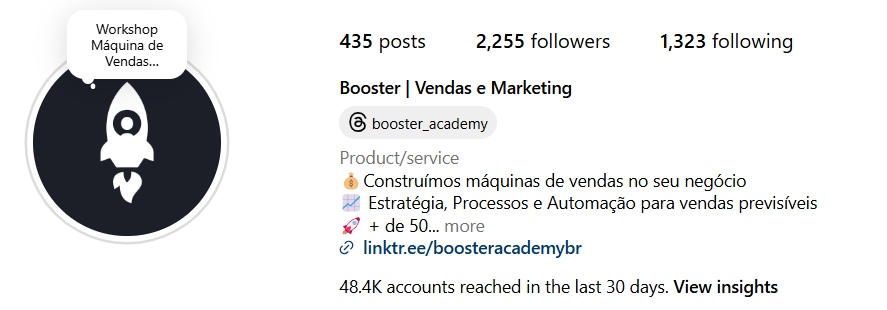 Workshop
Máquina de
Vendas...
435 posts 2,255 followers 1,323 following
Booster | Vendas e Marketing
booster_academy
Product/service
💰Construímos máquinas de vendas no seu negócio
📈 Estratégia, Processos e Automação para vendas previsíveis
🚀 + de 50... more
linktr.ee/boosteracademybr
48.4K accounts reached in the last 30 days. View insights